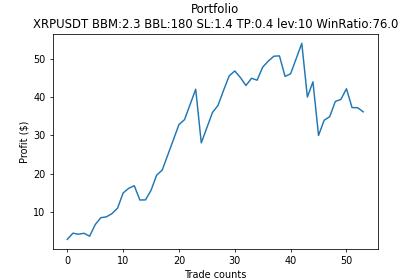 Portfolio
XRPUSDT BBM:2.3 BBL:180 SL:1.4 TP:0.4 lev:10 WinRatio:76.0
Profit ($)
50
40
30
20
10
0
10
20
30
40
50
Trade counts